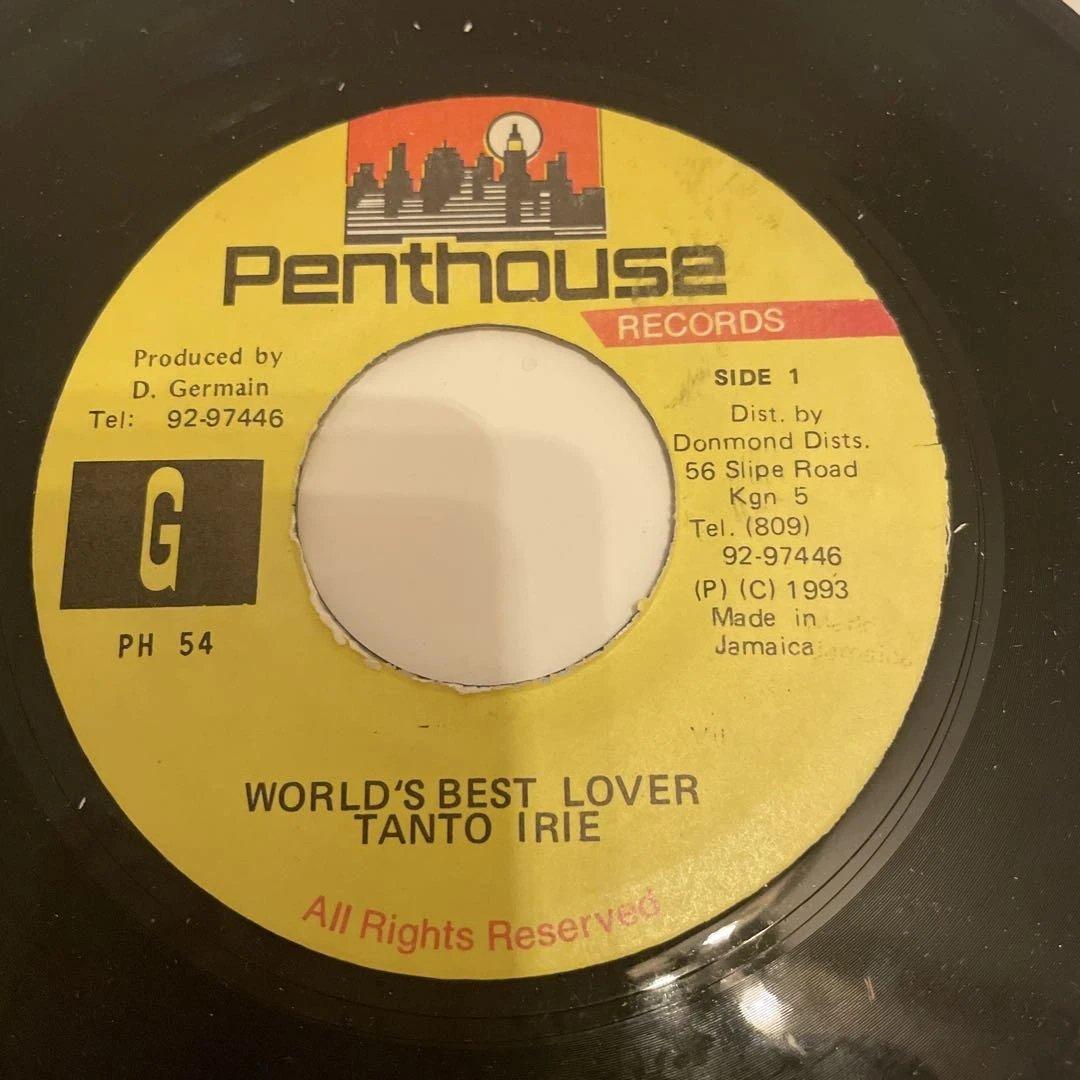 Penthouse
RECORDS
Produced by
D. Germain
Tel: 92-97446
G
PH 54
SIDE 1
Dist. by
Donmond Dists.
56 Slipe Road
Kgn 5
Tel. (809)
92-97446
(P) (C) 1993
Made in
Jamaica
WORLD'S BEST LOVER
TANTO IRIE
All Rights Reserved